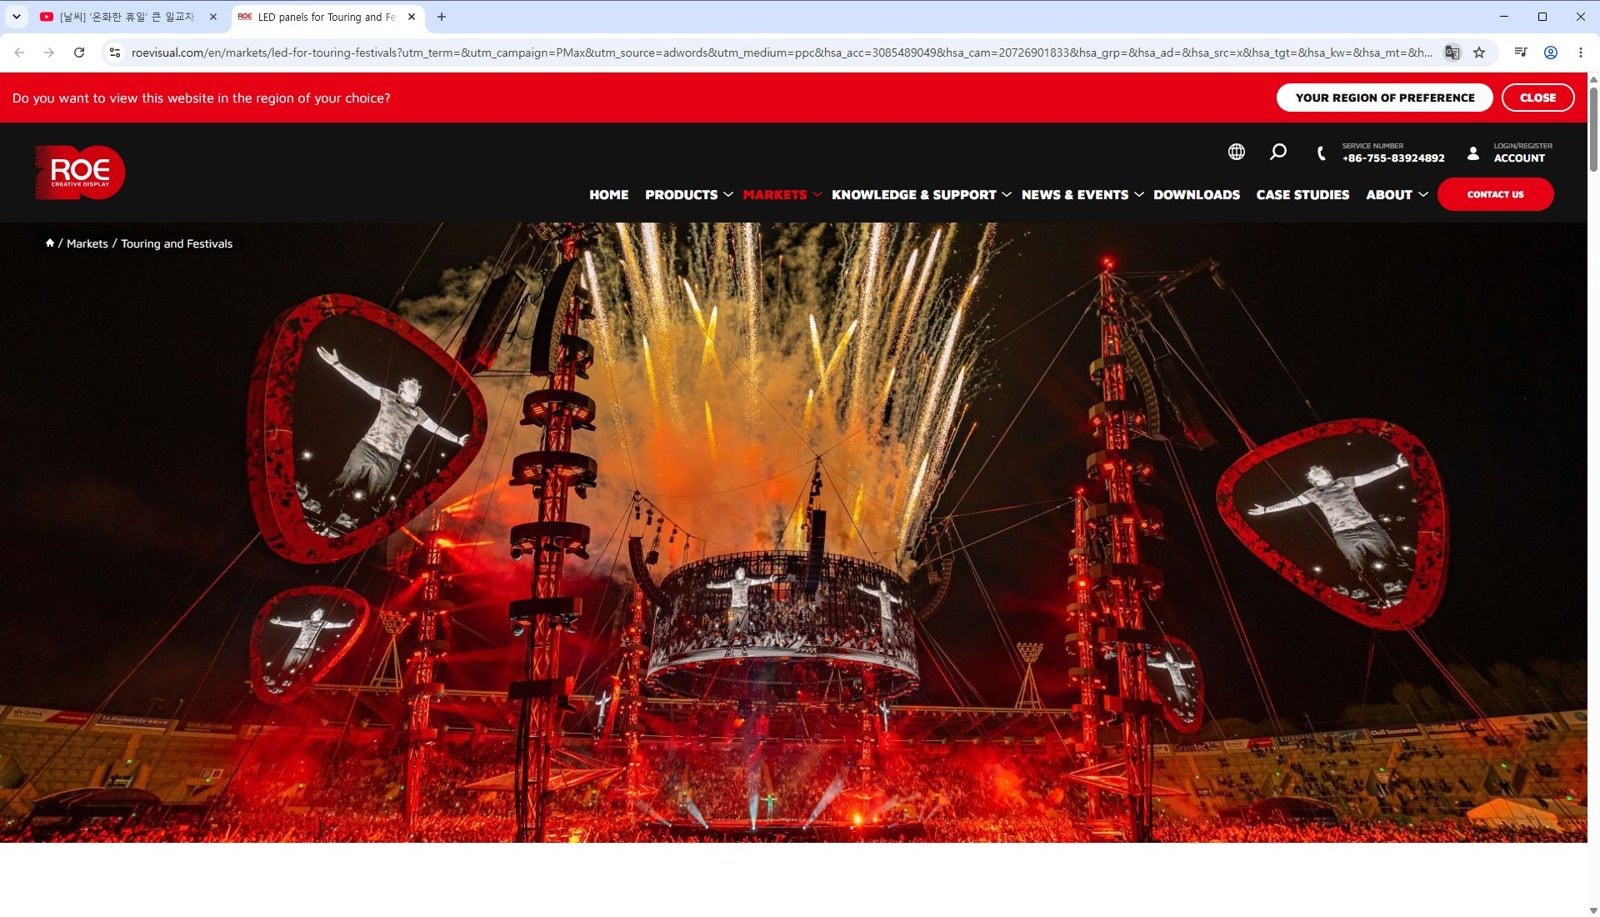 [날씨] '온화한 휴일' 큰 일교차
ROE LED panels for Touring and Fe
roevisual.com/en/markets/led-for-touring-festivals?utm_term=&utm_campaign=PMax&utm_source=adwords&utm_medium=ppc&hsa_acc=3085489049&hsa_cam=20726901833&hsa_grp=&hsa_ad=&hsa_src=x&hsa_tgt=&hsa_kw=&hsa_mt=&h...
Do you want to view this website in the region of your choice?
YOUR REGION OF PREFERENCE
CLOSE
ROE
CREATIVE DISPLAY
SERVICE NUMBER
+86-755-83924892
LOGIN/REGISTER
ACCOUNT
HOME PRODUCTS MARKETS KNOWLEDGE & SUPPORT NEWS & EVENTS DOWNLOADS CASE STUDIES ABOUT CONTACT US
/ Markets / Touring and Festivals